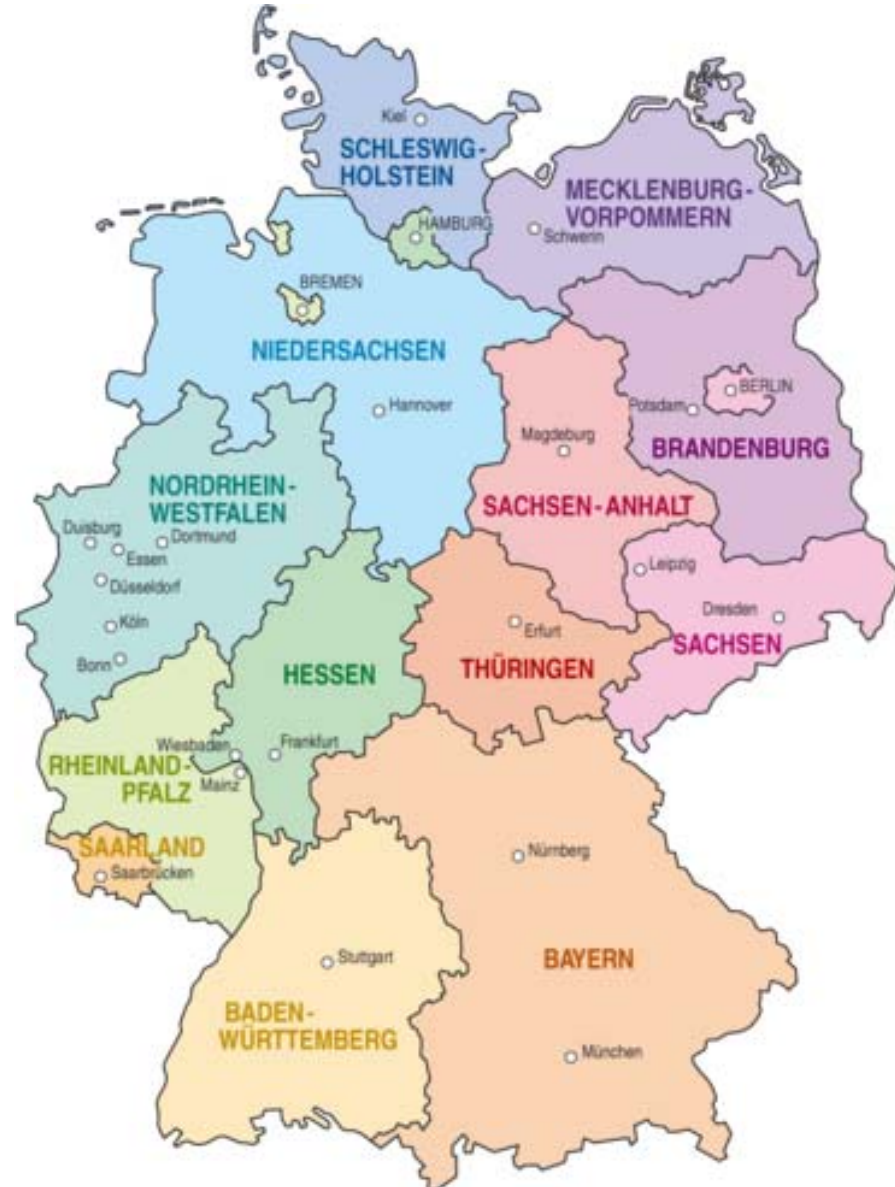 Kiel
SCHLESWIG-
HOLSTEIN
MECKLENBURG-
VORPOMMERN
HAMBURG
Schwerin
BREMEN
NIEDERSACHSEN
Hannover
BERLIN
Potsdam
Magdeburg
BRANDENBURG
NORDRHEIN-
WESTFALEN
SACHSEN-ANHALT
Duisburg
Dortmund
Essen
Düsseldorf
Köln
Bonn
Leipzig
Dresden
SACHSEN
Erfurt
THÜRINGEN
HESSEN
Wiesbaden
Frankfurt
RHEINLAND-
PFALZ
Mainz
SAARLAND
Saarbrücken
Nürnberg
Stuttgart
BAYERN
BADEN-
WÜRTTEMBERG
München